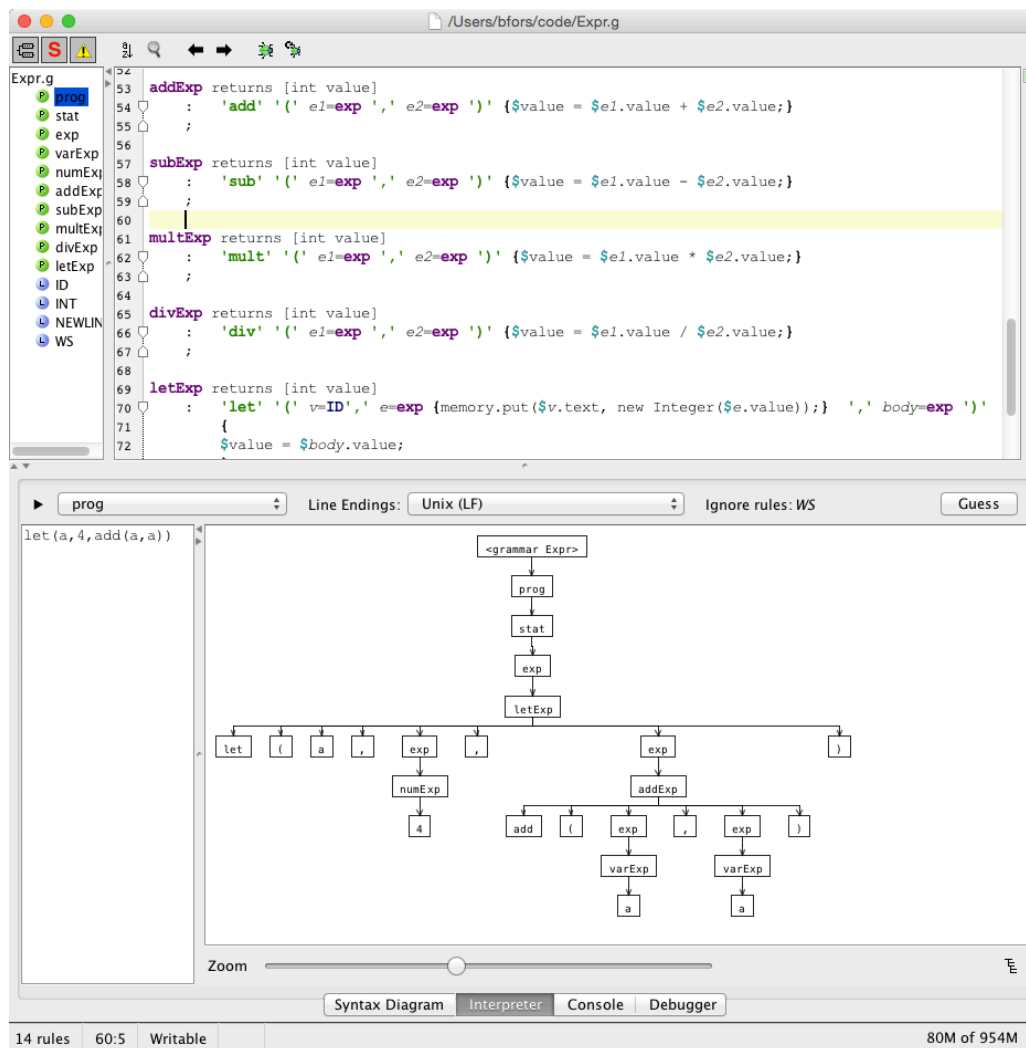 /Users/bfors/code/Expr.g
S
Expr.g
P prog
P stat
P exp
P varExp
P numExp
P addExp
P subExp
P multExp
P divExp
P letExp
L ID
L INT
L NEWLIN
L WS
52
53 addExp returns [int value]
54 : 'add' '(' e1=exp ',' e2=exp ')' {$value = $e1.value + $e2.value;}
55 ;
56
57 subExp returns [int value]
58 : 'sub' '(' e1=exp ',' e2=exp ')' {$value = $e1.value - $e2.value;}
59 ;
60
61 multExp returns [int value]
62 : 'mult' '(' e1=exp ',' e2=exp ')' {$value = $e1.value * $e2.value;}
63 ;
64
65 divExp returns [int value]
66 : 'div' '(' e1=exp ',' e2=exp ')' {$value = $e1.value / $e2.value;}
67 ;
68
69 letExp returns [int value]
70 : 'let' '(' v=ID',' e=exp {memory.put($v.text, new Integer($e.value));} ',' body=exp ')'
71 {
72 $value = $body.value;
prog Line Endings: Unix (LF) Ignore rules: WS Guess
let(a,4,add(a,a))
<grammar Expr>
prog
stat
exp
letExp
let ( a , exp , exp )
numExp addExp
4 add ( exp , exp )
varExp varExp
a a
Zoom
Syntax Diagram Interpreter Console Debugger
14 rules 60:5 Writable 80M of 954M